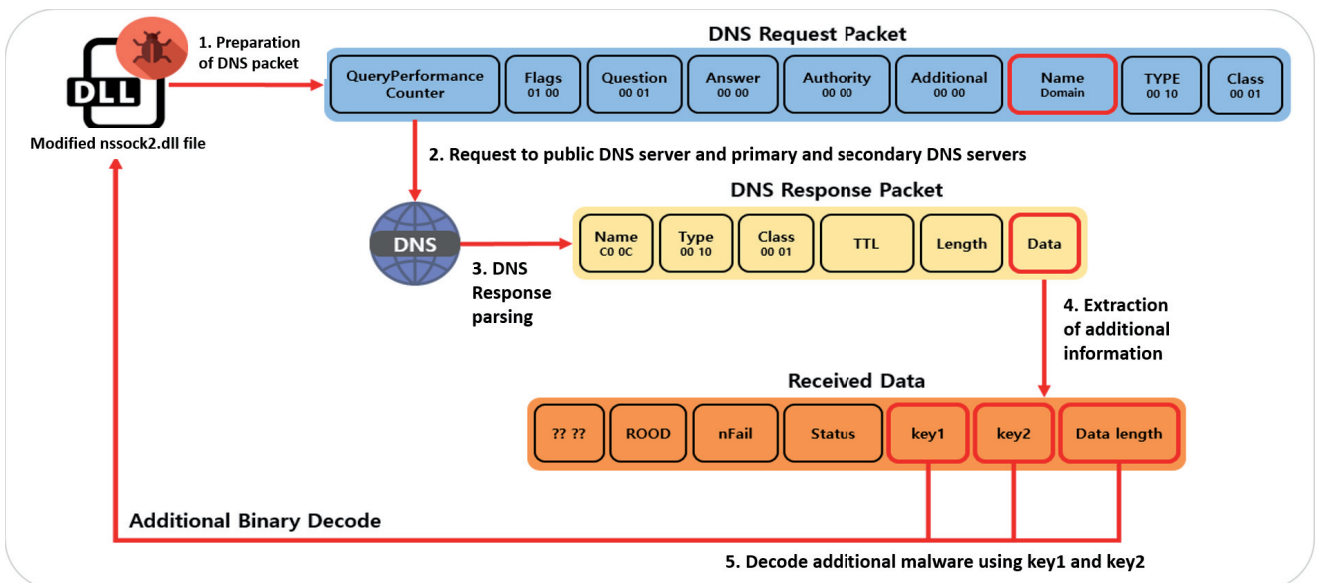 DNS Request Packet
1. Preparation
of DNS packet
DLL
Modified nssock2.dll file
QueryPerformance
Counter
Flags
01 00
Question
00 01
Answer
00 00
Authority
00 00
Additional
00 00
Name
Domain
TYPE
00 10
Class
00 01
2. Request to public DNS server and primary and secondary DNS servers
DNS Response Packet
DNS
Name
C0 0C
Type
00 10
Class
00 01
TTL
Length
Data
3. DNS
Response
parsing
4. Extraction
of additional
information
Received Data
?? ??
ROOD
nFail
Status
key1
key2
Data length
Additional Binary Decode
5. Decode additional malware using key1 and key2